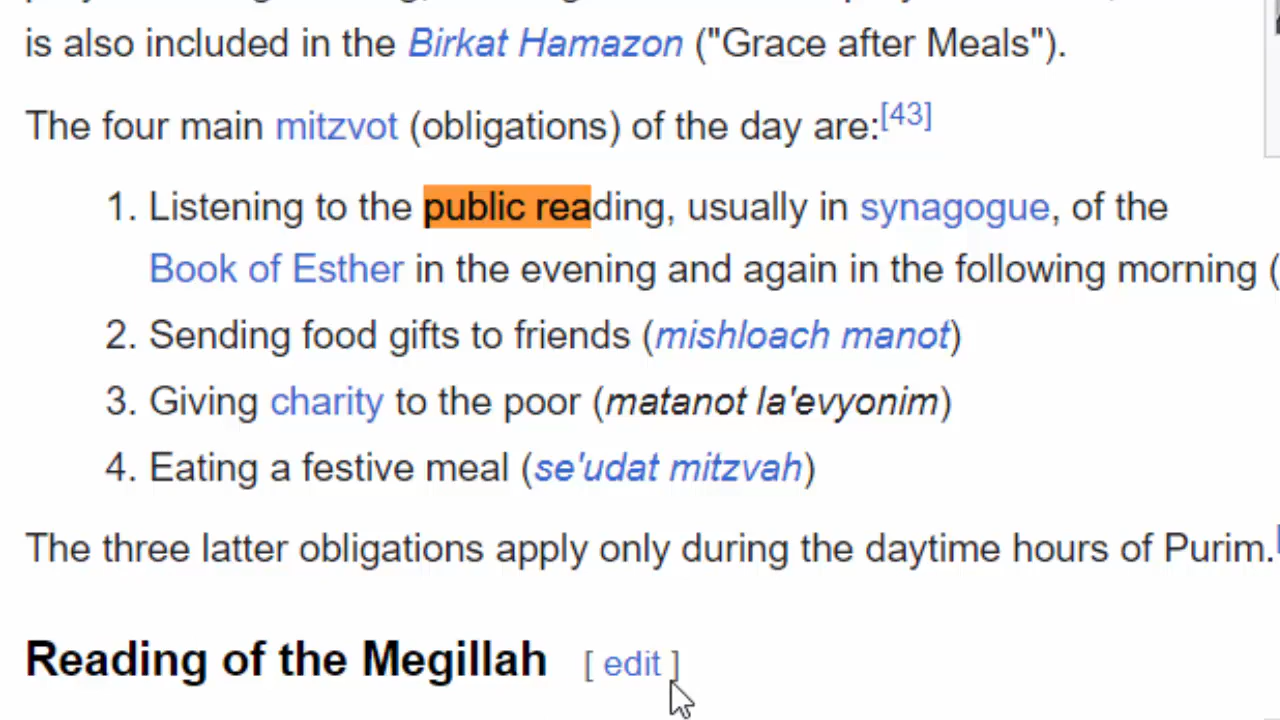 is also included in the Birkat Hamazon ("Grace after Meals").
The four main mitzvot (obligations) of the day are:[43]
1. Listening to the public reading, usually in synagogue, of the
Book of Esther in the evening and again in the following morning (
2. Sending food gifts to friends (mishloach manot)
3. Giving charity to the poor (matanot la'evyonim)
4. Eating a festive meal (se'udat mitzvah)
The three latter obligations apply only during the daytime hours of Purim.[
Reading of the Megillah [ edit ]